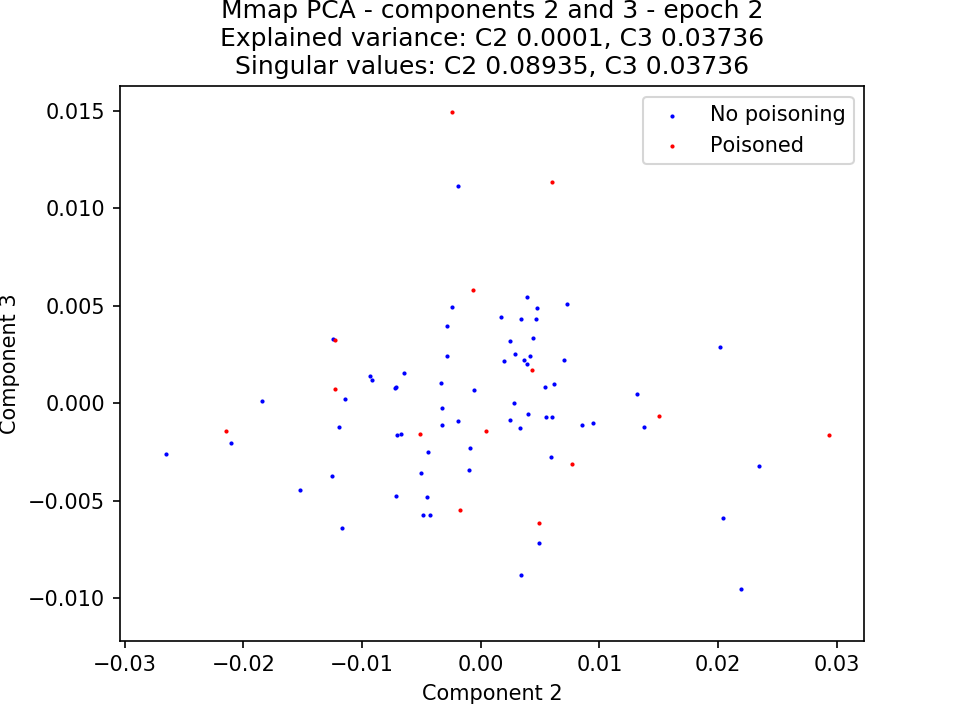 Mmap PCA - components 2 and 3 - epoch 2
Explained variance: C2 0.0001, C3 0.03736
Singular values: C2 0.08935, C3 0.03736
No poisoning
Poisoned
0.015
0.010
0.005
0.000
−0.005
−0.010
Component 3
−0.03
−0.02
−0.01
0.00
0.01
0.02
0.03
Component 2